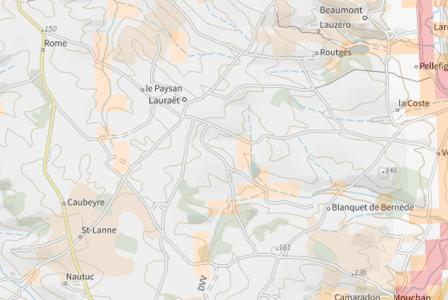 Beaumont
Lauzéro
150
Rome
Routgès
Pellefig
le Paysan
Lauraët
la Coste
148
Caubeyre
Blanquet de Bernède
St-Lanne
161
130
Nautuc
DVV
Camaradon
Mouchan